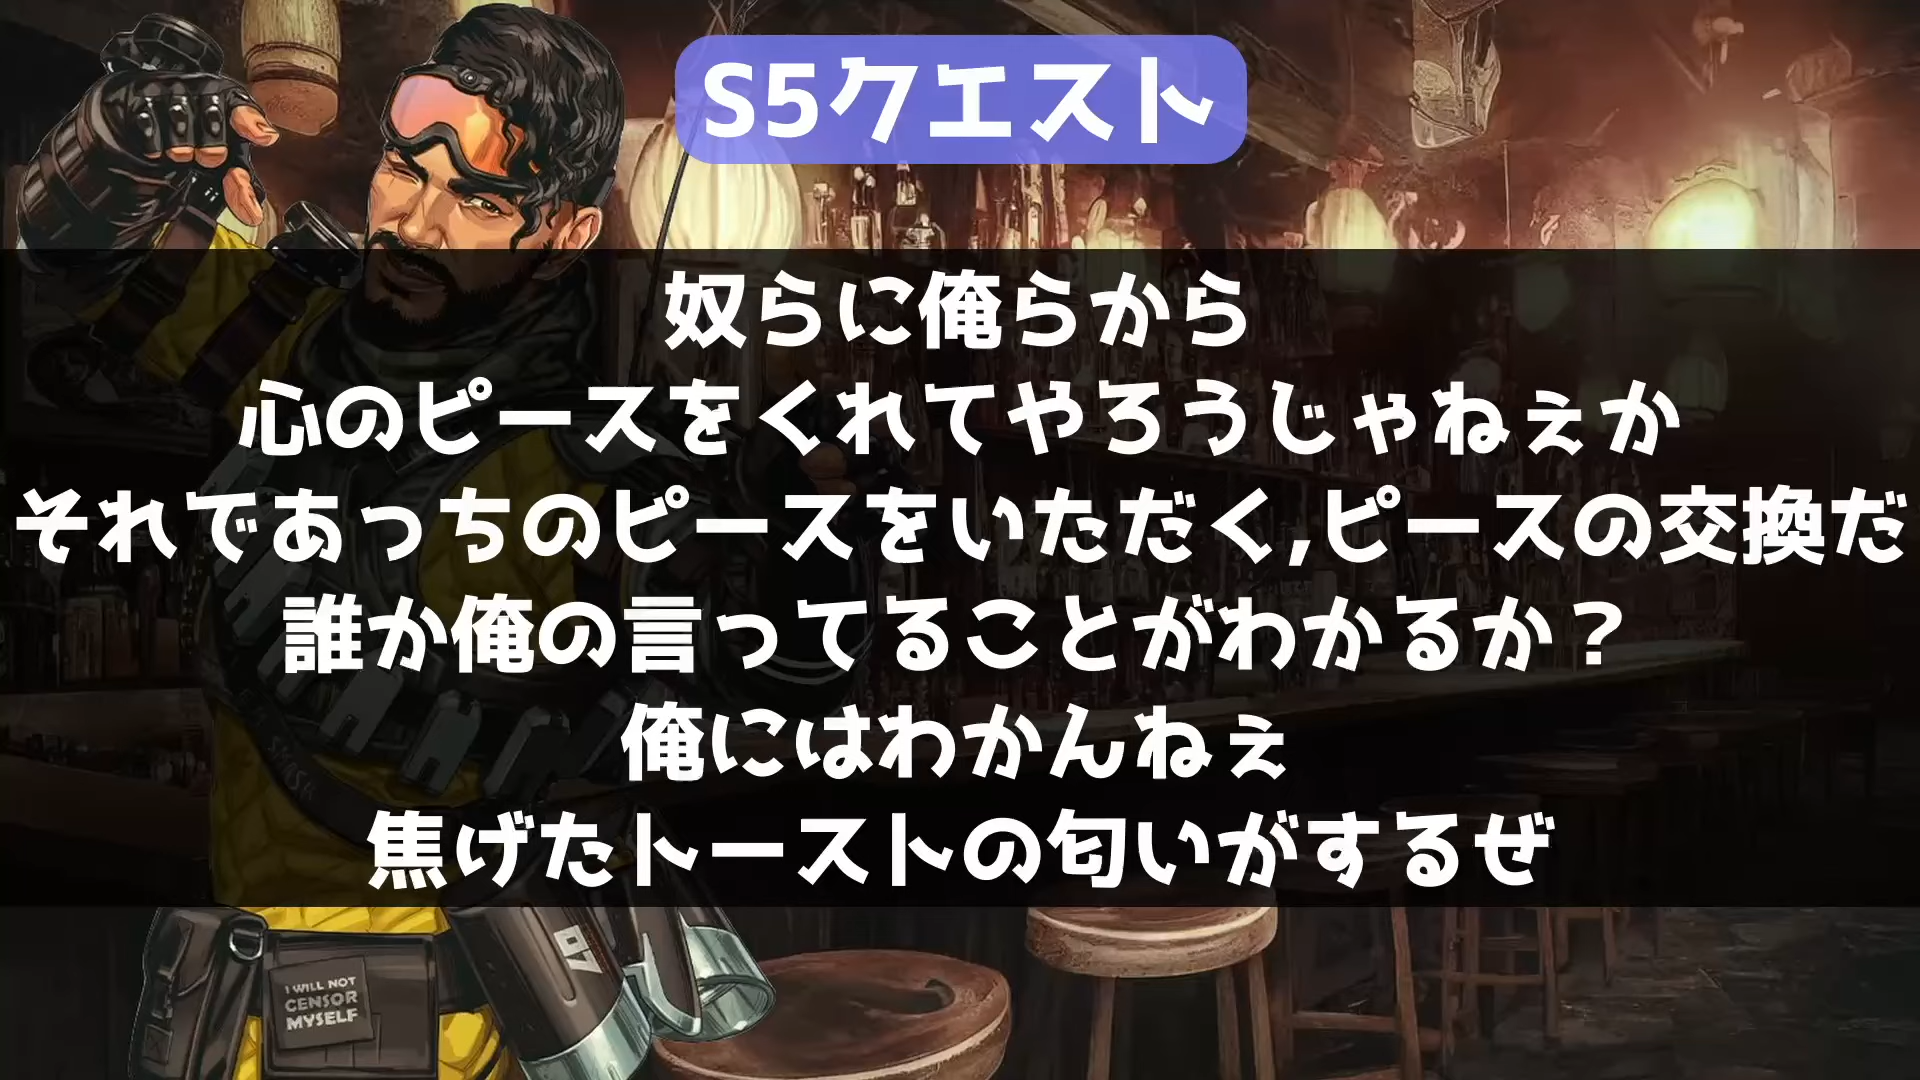 S5クエスト
奴らに俺らから
心のピースをくれてやろうじゃねぇか
それであっちのピースをいただく,ピースの交換だ
誰か俺の言ってることがわかるか？
俺にはわかんねぇ
焦げたトーストの匂いがするぜ
I WILL NOT
CENSOR
MYSELF